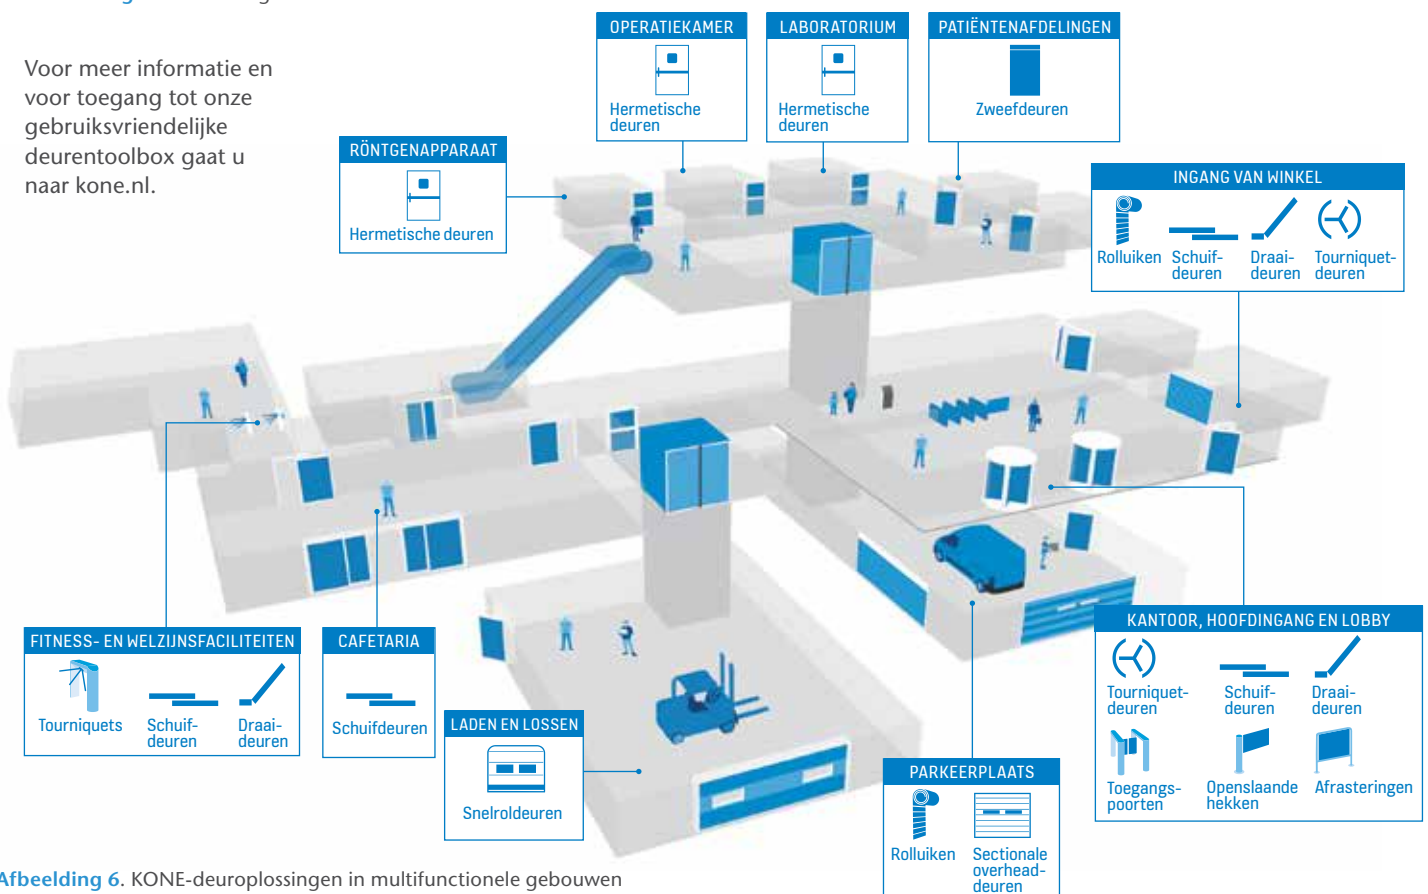 Voor meer informatie en
voor toegang tot onze
gebruiksvriendelijke
deurentoolbox gaat u
naar kone.nl.
OPERATIEKAMER
Hermetische
deuren
LABORATORIUM
Hermetische
deuren
PATIËNTENAFDELINGEN
Zweefdeuren
RÖNTGENAPPARAAT
Hermetische deuren
INGANG VAN WINKEL
Rolluiken
Schuif-
deuren
Draai-
deuren
Tourniquet-
deuren
FITNESS- EN WELZIJNSFACILITEITEN
Tourniquets
Schuif-
deuren
Draai-
deuren
CAFETARIA
Schuifdeuren
LADEN EN LOSSEN
Snelroldeuren
PARKEERPLAATS
Rolluiken
Sectionale
overhead-
deuren
KANTOOR, HOOFDINGANG EN LOBBY
Tourniquet-
deuren
Schuif-
deuren
Draai-
deuren
Toegangs-
poorten
Openslaande
hekken
Afrasteringen
Afbeelding 6. KONE-deuroplossingen in multifunctionele gebouwen